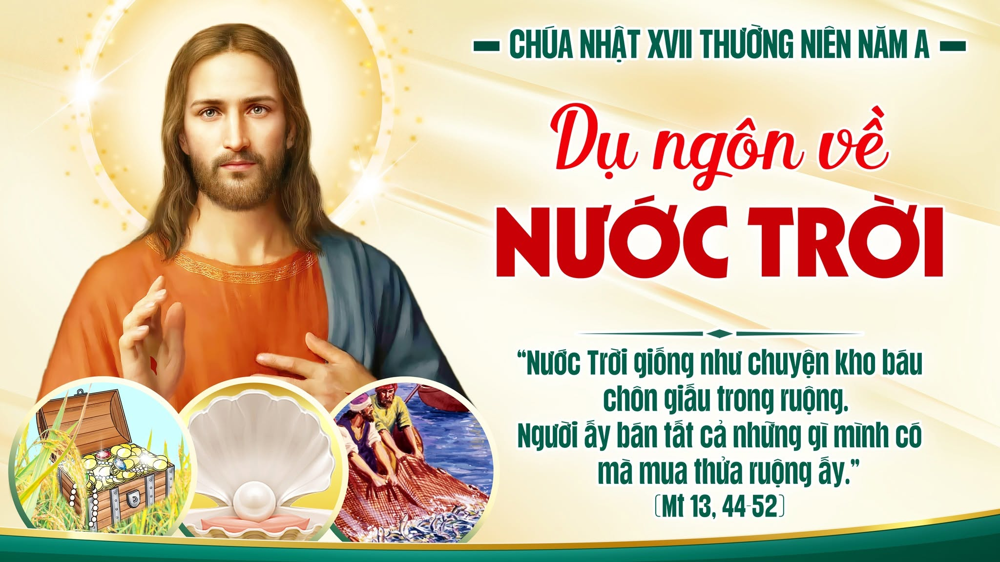 CHÚA NHẬT XVII THƯỜNG NIÊN NĂM A
Dụ ngôn về
NƯỚC TRỜI
“Nước Trời giống như chuyện kho báu
chôn giấu trong ruộng.
Người ấy bán tất cả những gì mình có
mà mua thửa ruộng ấy.”
(Mt 13, 44-52)